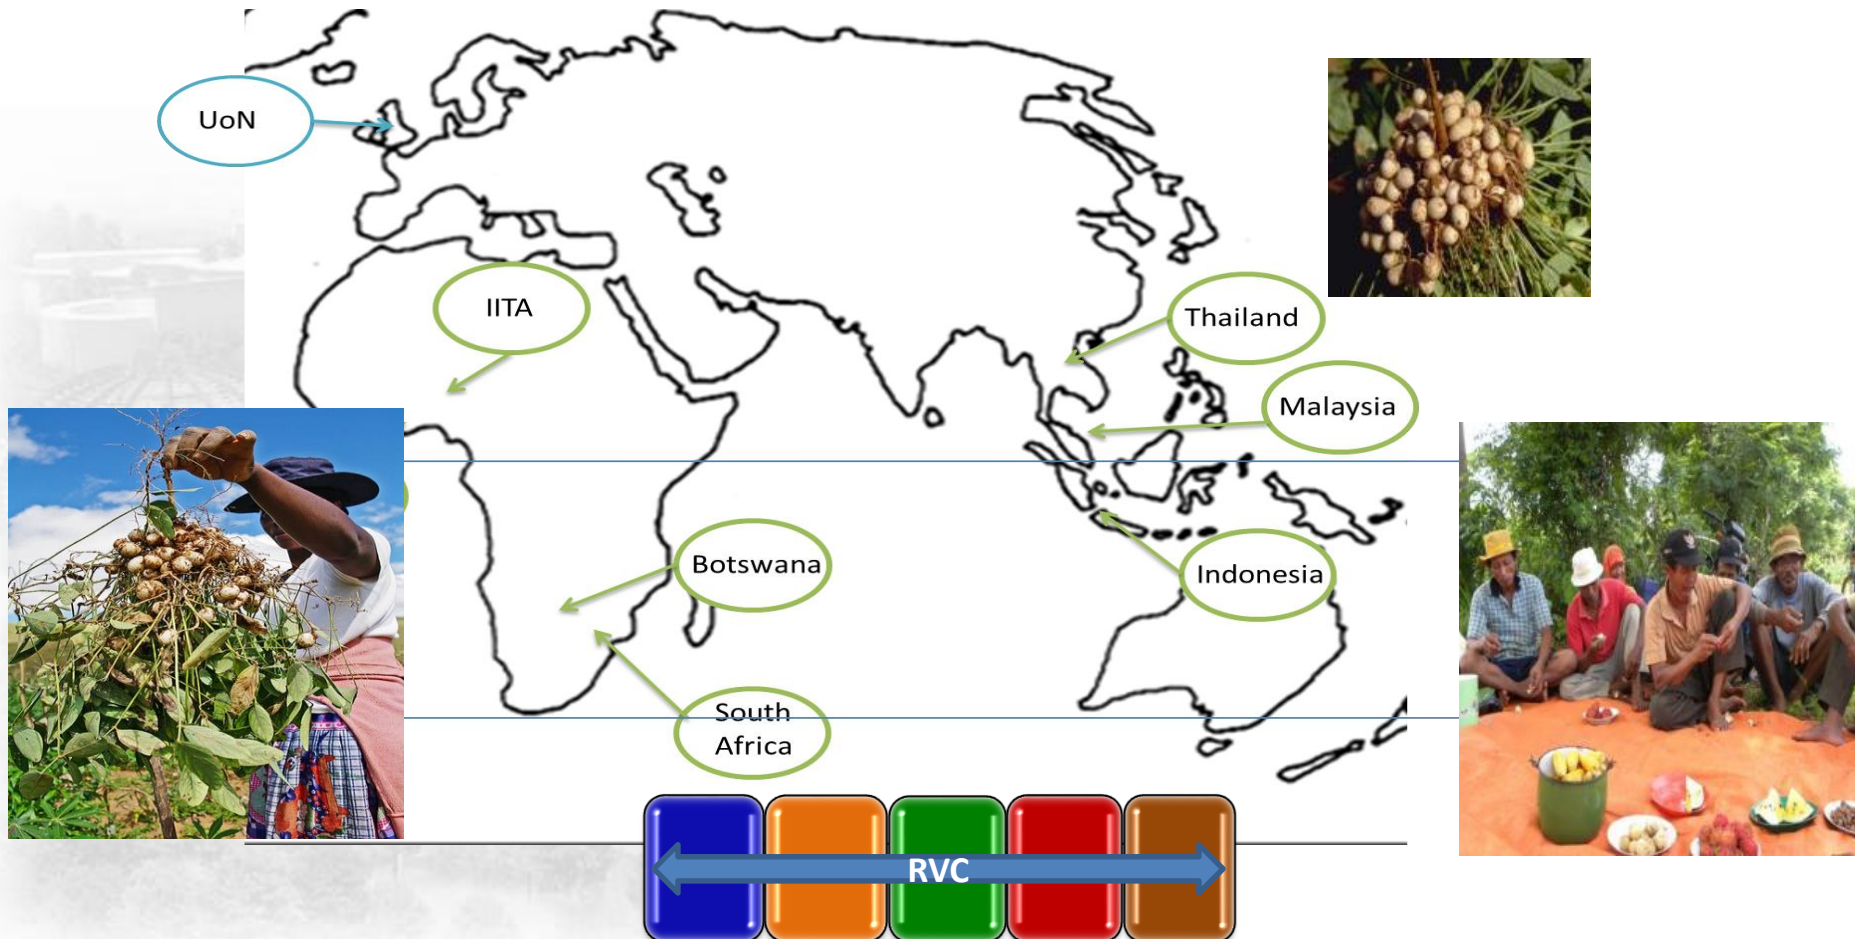 UoN
IITA
Thailand
Malaysia
Botswana
Indonesia
South
Africa
RVC